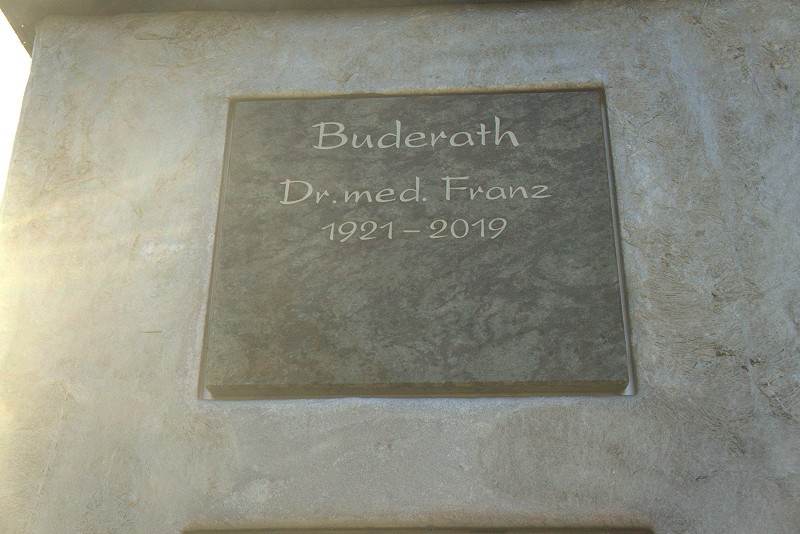 Buderath
Dr. med. Franz
1921 – 2019